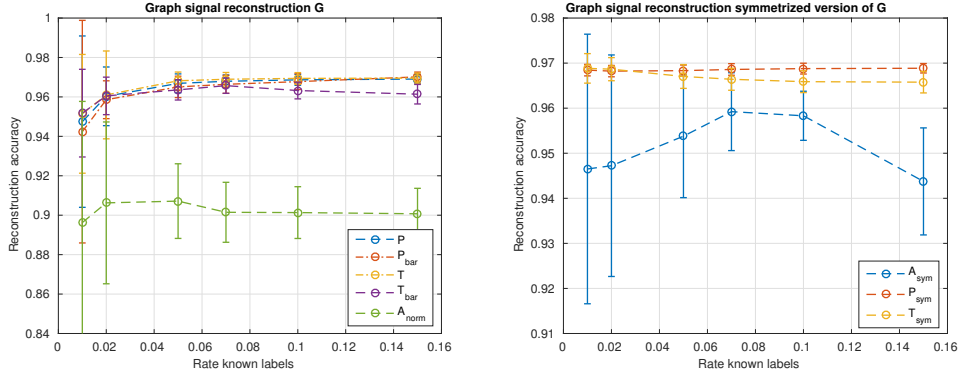 Graph signal reconstruction G
Reconstruction accuracy
1
0.98
0.96
0.94
0.92
0.9
0.88
0.86
0.84
0
0.02
0.04
0.06
0.08
0.1
0.12
0.14
0.16
Rate known labels
P
P_bar
T
T_bar
A_norm
Graph signal reconstruction symmetrized version of G
Reconstruction accuracy
0.98
0.97
0.96
0.95
0.94
0.93
0.92
0.91
0
0.02
0.04
0.06
0.08
0.1
0.12
0.14
0.16
Rate known labels
A_sym
P_sym
T_sym